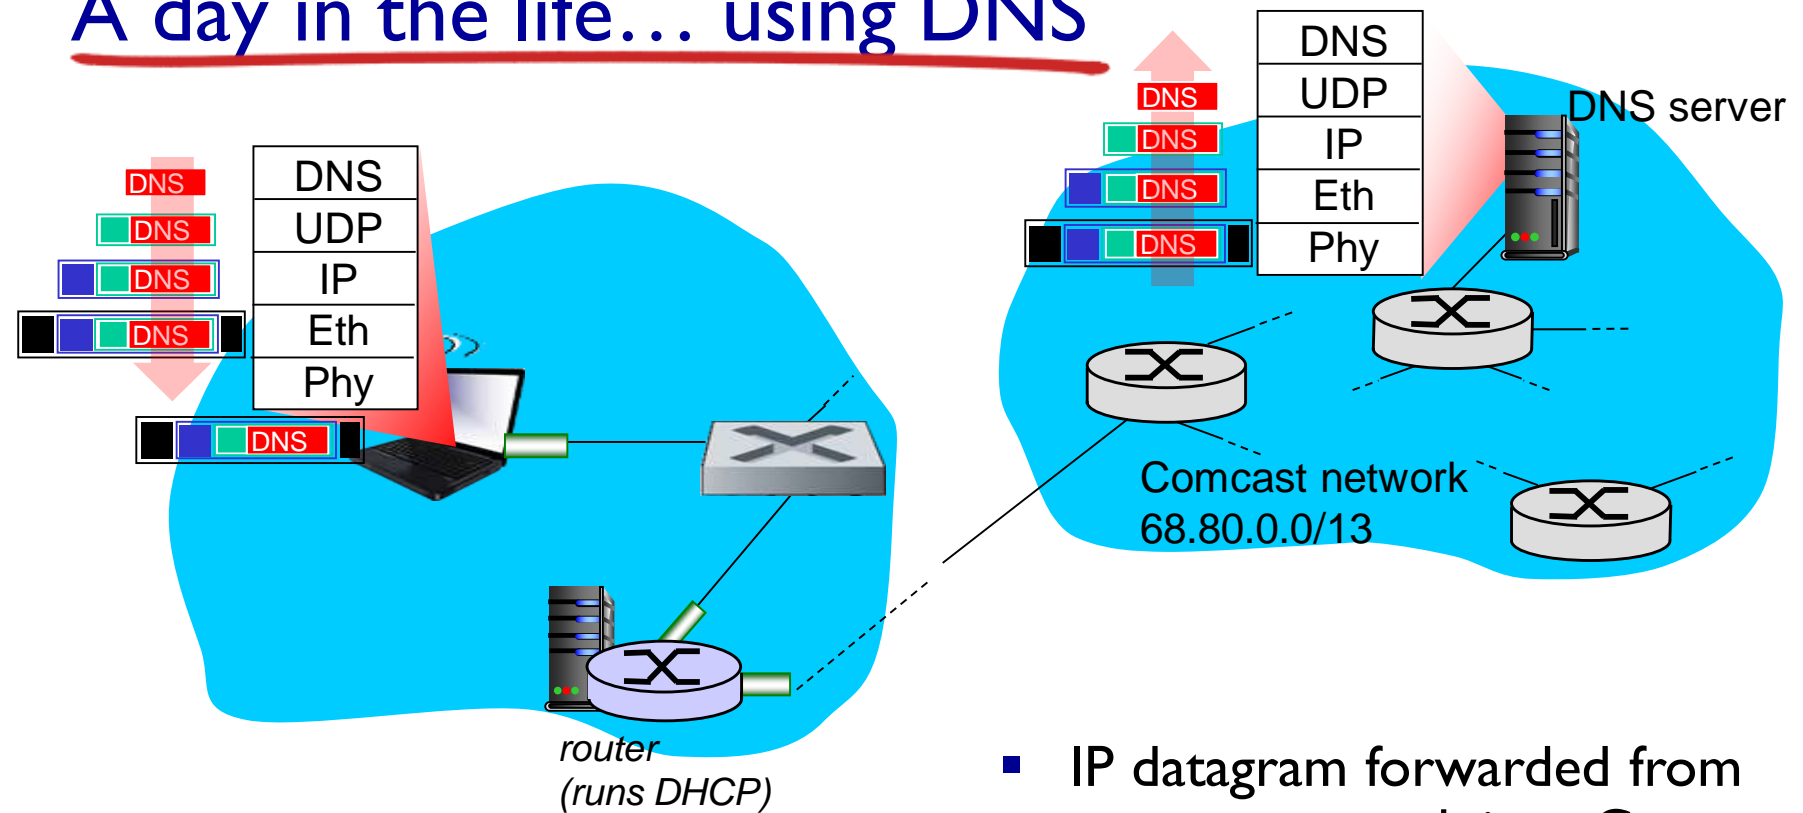 A day in the life… using DNS
DNS
UDP
IP
Eth
Phy
DNS
DNS
DNS
DNS
DNS server
DNS
UDP
IP
Eth
Phy
DNS
DNS
DNS
DNS
DNS
Comcast network
68.80.0.0/13
router
(runs DHCP)
IP datagram forwarded from